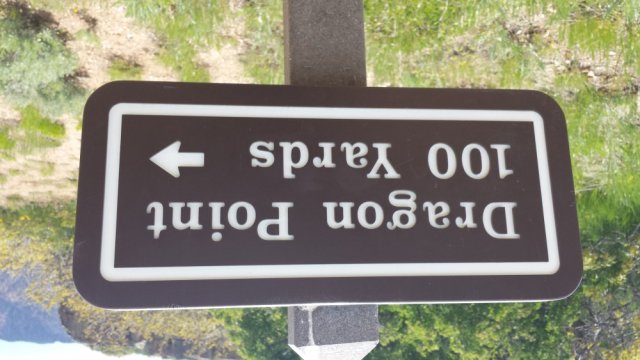 Dragon Point
100 Yards →